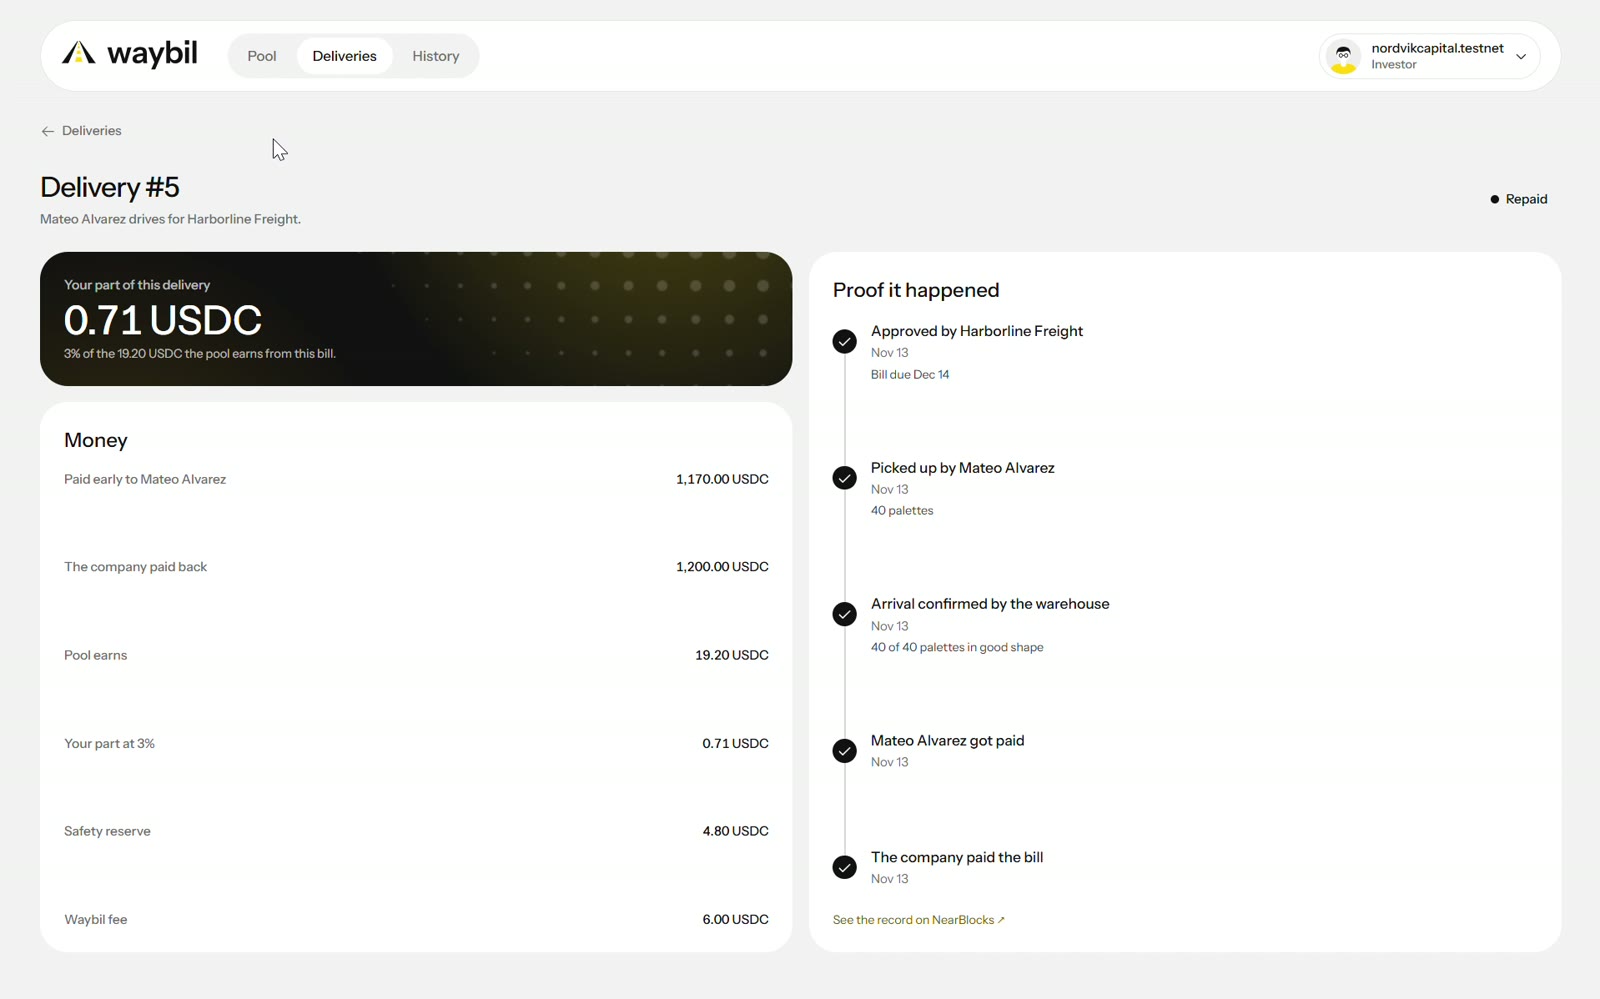 waybil
Pool
Deliveries
History
nordvikcapital.testnet
Investor
← Deliveries
Delivery #5
Mateo Alvarez drives for Harborline Freight.
Repaid
Your part of this delivery
0.71 USDC
3% of the 19.20 USDC the pool earns from this bill.
Money
Paid early to Mateo Alvarez 1,170.00 USDC
The company paid back 1,200.00 USDC
Pool earns 19.20 USDC
Your part at 3% 0.71 USDC
Safety reserve 4.80 USDC
Waybil fee 6.00 USDC
Proof it happened
Approved by Harborline Freight
Nov 13
Bill due Dec 14
Picked up by Mateo Alvarez
Nov 13
40 palettes
Arrival confirmed by the warehouse
Nov 13
40 of 40 palettes in good shape
Mateo Alvarez got paid
Nov 13
The company paid the bill
Nov 13
See the record on NearBlocks ↗